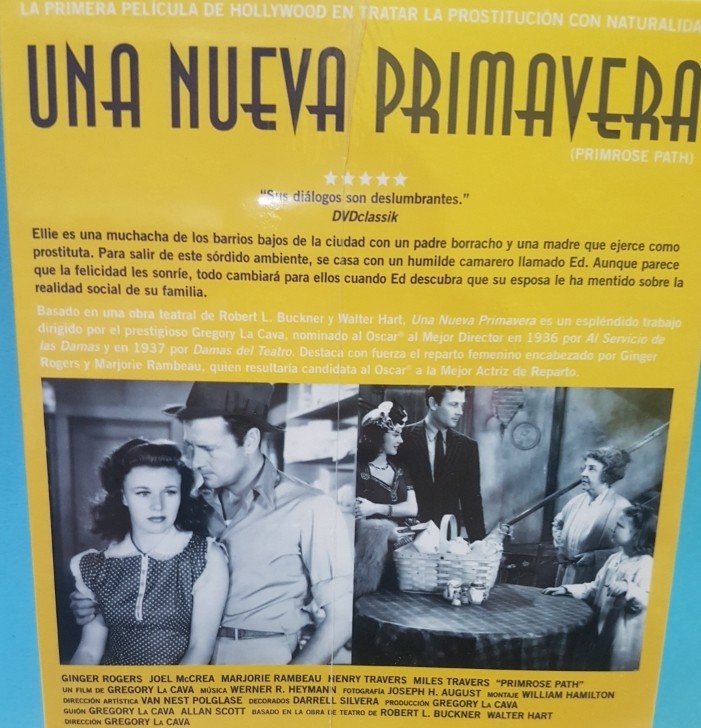 LA PRIMERA PELÍCULA DE HOLLYWOOD EN TRATAR LA PROSTITUCIÓN CON NATURALIDA
UNA NUEVA PRIMAVERA
(PRIMROSE PATH)
★★★★★
"Sus diálogos son deslumbrantes."
DVDclassik
Ellie es una muchacha de los barrios bajos de la ciudad con un padre borracho y una madre que ejerce como
prostituta. Para salir de este sórdido ambiente, se casa con un humilde camarero llamado Ed. Aunque parece
que la felicidad les sonríe, todo cambiará para ellos cuando Ed descubra que su esposa le ha mentido sobre la
realidad social de su familia.
Basado en una obra teatral de Robert L. Buckner y Walter Hart, Una Nueva Primavera es un espléndido trabajo
dirigido por el prestigioso Gregory La Cava, nominado al Oscar® al Mejor Director en 1936 por Al Servicio de
las Damas y en 1937 por Damas del Teatro. Destaca con fuerza el reparto femenino encabezado por Ginger
Rogers y Marjorie Rambeau, quien resultaría candidata al Oscar® a la Mejor Actriz de Reparto.
GINGER ROGERS JOEL McCREA MARJORIE RAMBEAU HENRY TRAVERS MILES TRAVERS "PRIMROSE PATH"
UN FILM DE GREGORY LA CAVA MÚSICA WERNER R. HEYMANN FOTOGRAFÍA JOSEPH H. AUGUST MONTAJE WILLIAM HAMILTON
DIRECCIÓN ARTÍSTICA VAN NEST POLGLASE DECORADOS DARRELL SILVERA PRODUCCIÓN GREGORY LA CAVA
GUIÓN GREGORY LA CAVA ALLAN SCOTT BASADO EN LA OBRA DE TEATRO DE ROBERT L. BUCKNER WALTER HART
DIRECCIÓN GREGORY LA CAVA